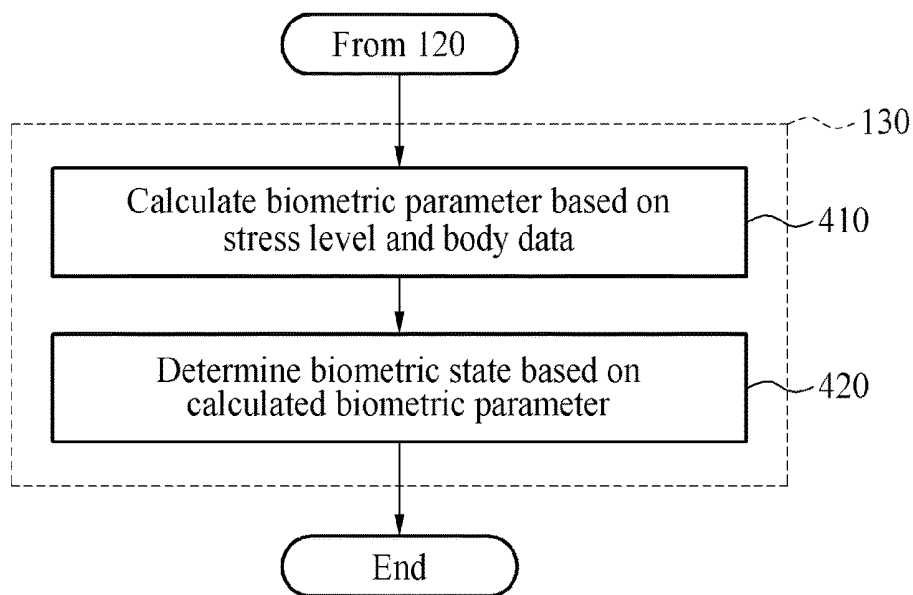 From 120
130
Calculate biometric parameter based on
stress level and body data
410
Determine biometric state based on
calculated biometric parameter
420
End